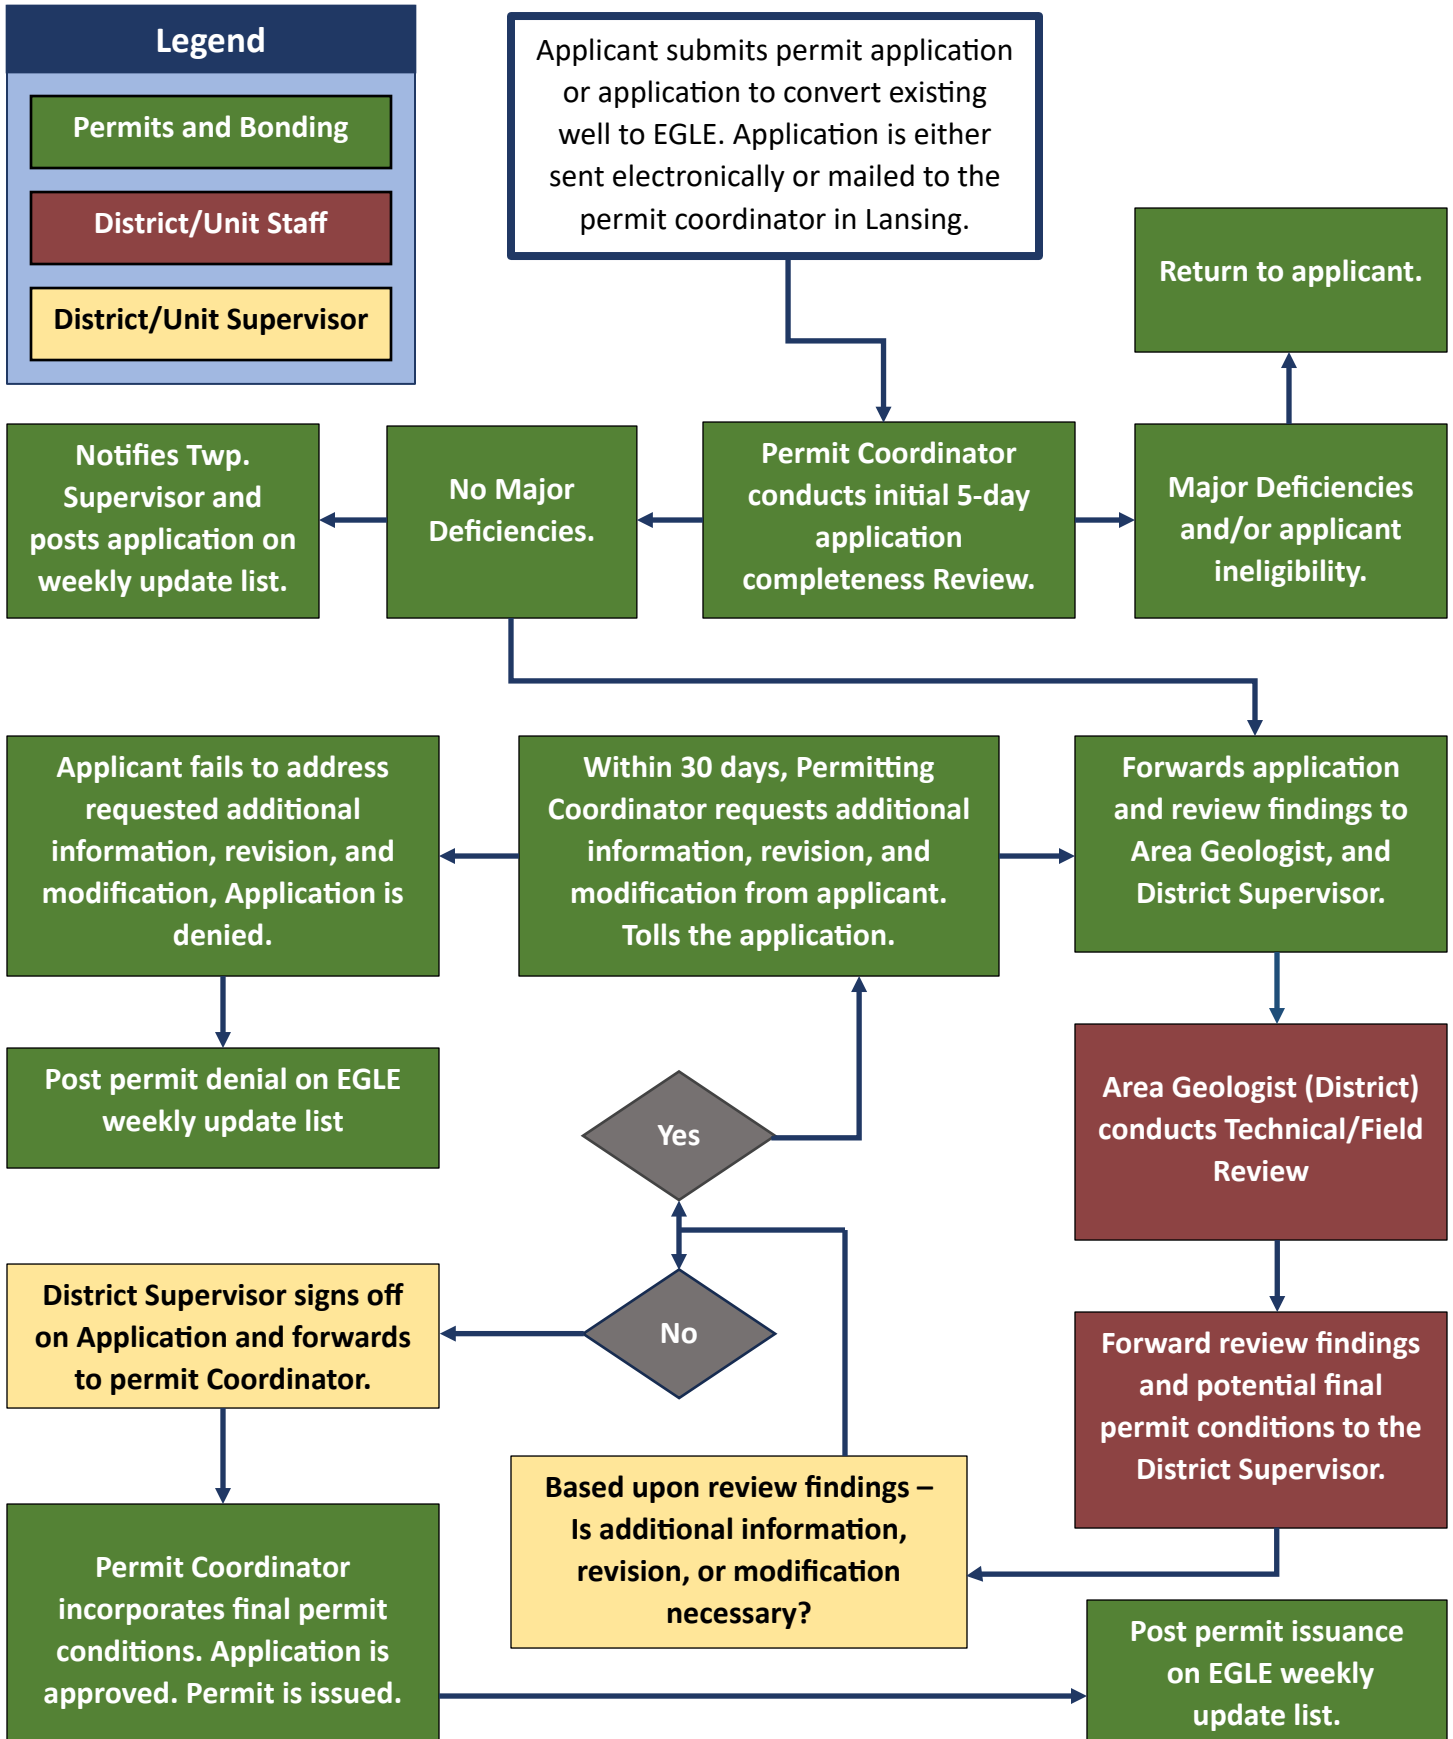 Legend
Permits and Bonding
District/Unit Staff
District/Unit Supervisor
Applicant submits permit application
or application to convert existing
well to EGLE. Application is either
sent electronically or mailed to the
permit coordinator in Lansing.
Return to applicant.
Notifies Twp.
Supervisor and
posts application on
weekly update list.
No Major
Deficiencies.
Permit Coordinator
conducts initial 5-day
application
completeness Review.
Major Deficiencies
and/or applicant
ineligibility.
Applicant fails to address
requested additional
information, revision, and
modification, Application is
denied.
Within 30 days, Permitting
Coordinator requests additional
information, revision, and
modification from applicant.
Tolls the application.
Forwards application
and review findings to
Area Geologist, and
District Supervisor.
Post permit denial on EGLE
weekly update list
Yes
Area Geologist (District)
conducts Technical/Field
Review
District Supervisor signs off
on Application and forwards
to permit Coordinator.
No
Forward review findings
and potential final
permit conditions to the
District Supervisor.
Based upon review findings –
Is additional information,
revision, or modification
necessary?
Permit Coordinator
incorporates final permit
conditions. Application is
approved. Permit is issued.
Post permit issuance
on EGLE weekly
update list.